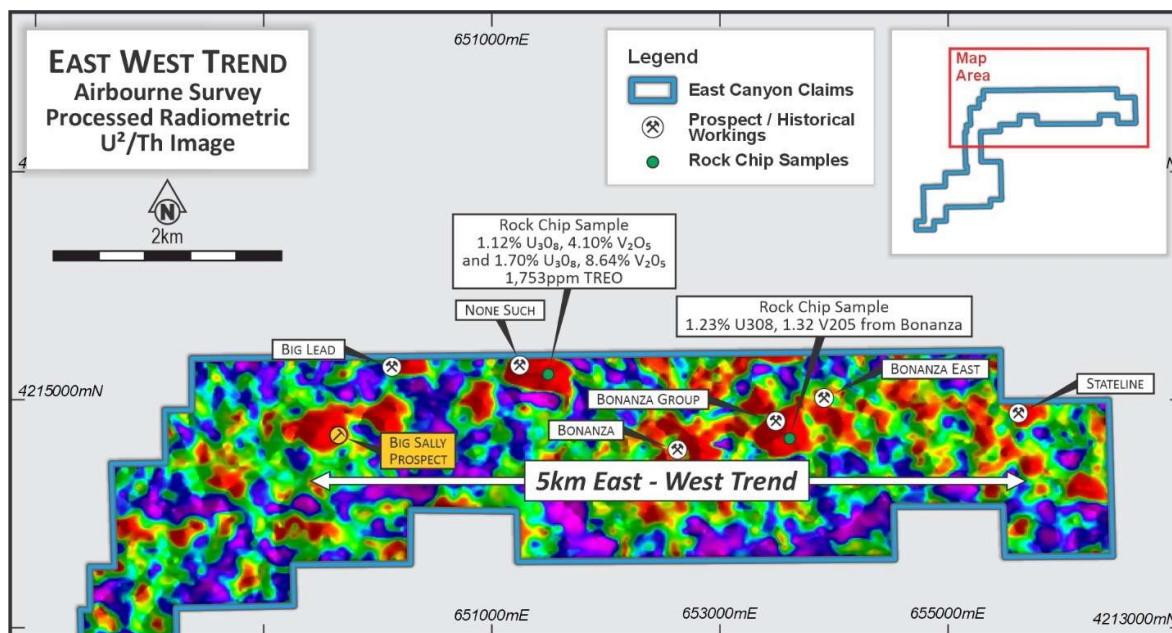 EAST WEST TREND
Airbourne Survey
Processed Radiometric
U²/Th Image
N
2km
651000mE
Legend
East Canyon Claims
Prospect / Historical
Workings
Rock Chip Samples
Map
Area
Rock Chip Sample
1.12% U₃0₈, 4.10% V₂O₅
and 1.70% U₃0₈, 8.64% V₂0₅
1,753ppm TREO
NONE SUCH
Rock Chip Sample
1.23% U308, 1.32 V205 from Bonanza
BIG LEAD
BONANZA EAST
STATELINE
4215000mN
BONANZA GROUP
BONANZA
BIG SALLY
PROSPECT
5km East - West Trend
651000mE
653000mE
655000mE
4213000mN